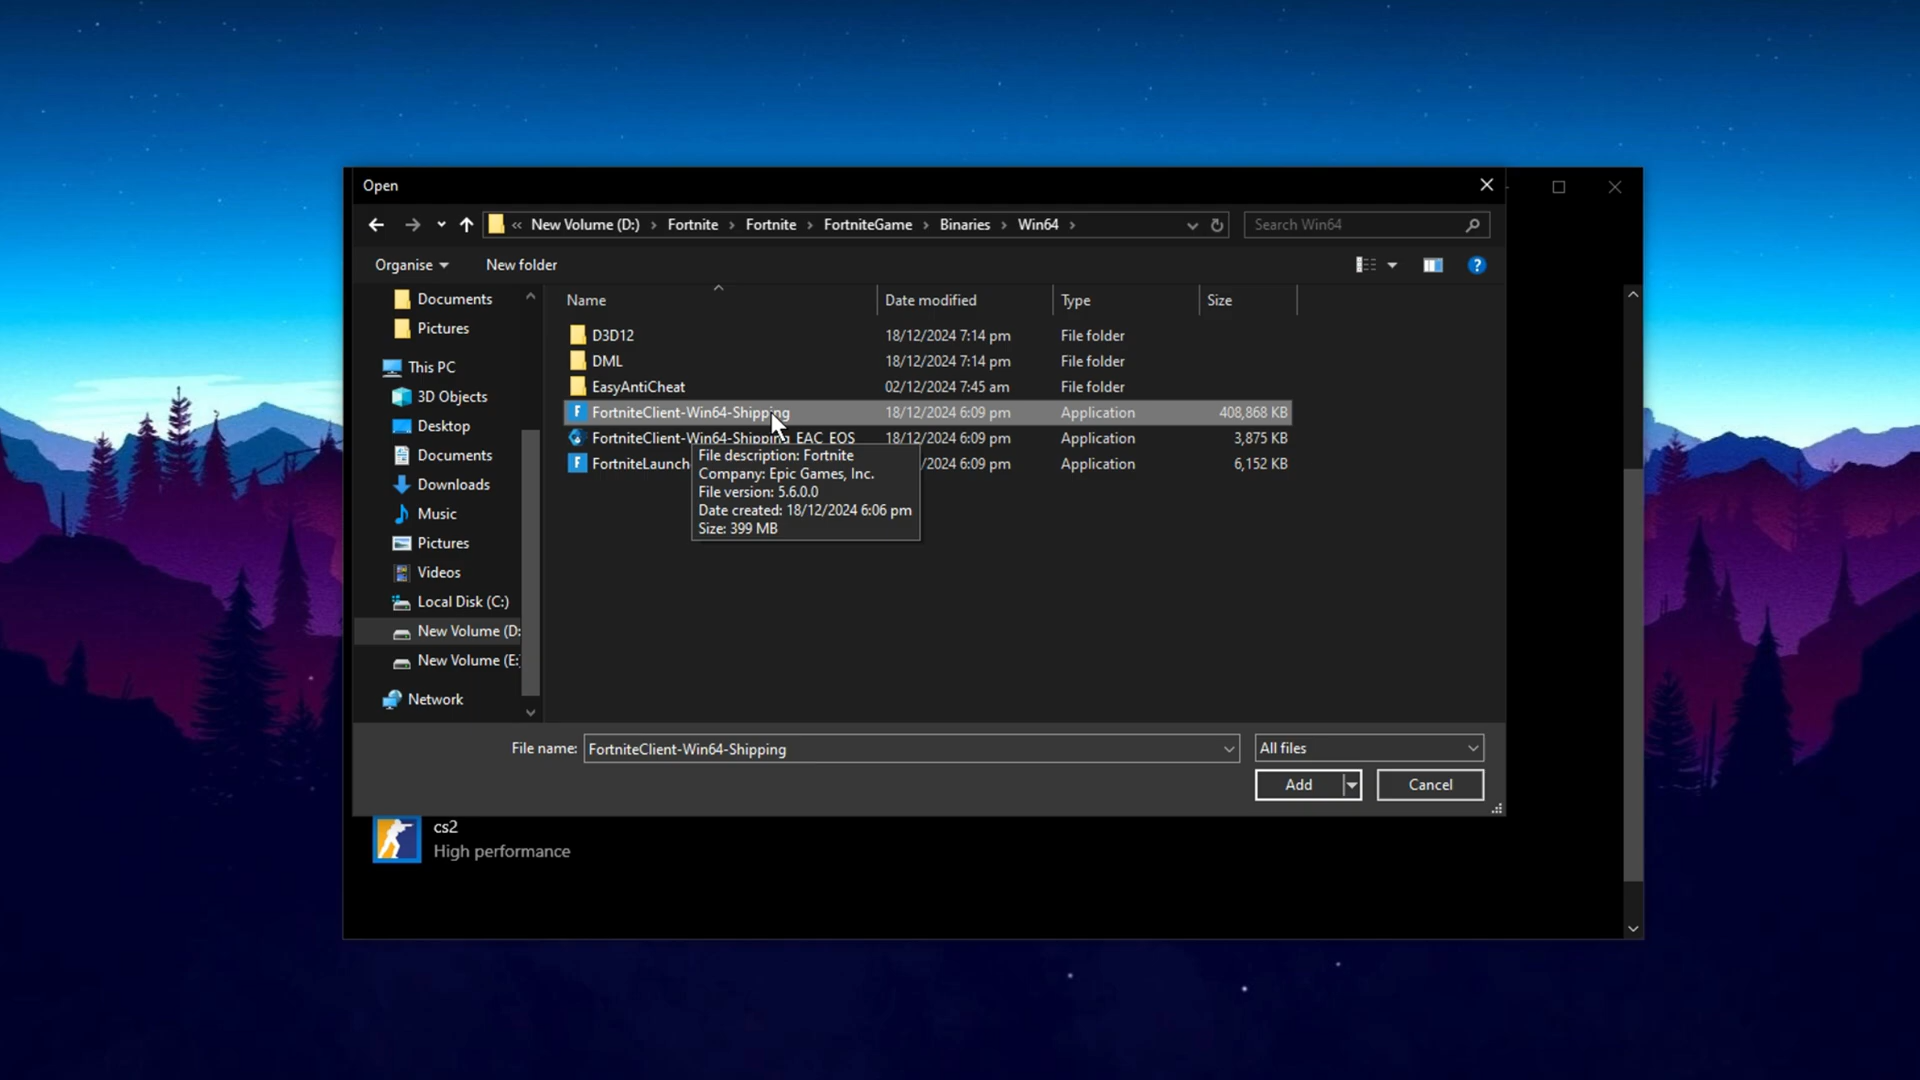 Open
« New Volume (D:) › Fortnite › Fortnite › FortniteGame › Binaries › Win64 ›
Search Win64
Organise
New folder
Documents
Pictures
This PC
3D Objects
Desktop
Documents
Downloads
Music
Pictures
Videos
Local Disk (C:)
New Volume (D:
New Volume (E:
Network
Name Date modified Type Size
D3D12 18/12/2024 7:14 pm File folder
DML 18/12/2024 7:14 pm File folder
EasyAntiCheat 02/12/2024 7:45 am File folder
FortniteClient-Win64-Shipping 18/12/2024 6:09 pm Application 408,868 KB
FortniteClient-Win64-Shipping_EAC_EOS 18/12/2024 6:09 pm Application 3,875 KB
FortniteLaunch /2024 6:09 pm Application 6,152 KB
File description: Fortnite
Company: Epic Games, Inc.
File version: 5.6.0.0
Date created: 18/12/2024 6:06 pm
Size: 399 MB
File name: FortniteClient-Win64-Shipping
All files
Add
Cancel
cs2
High performance